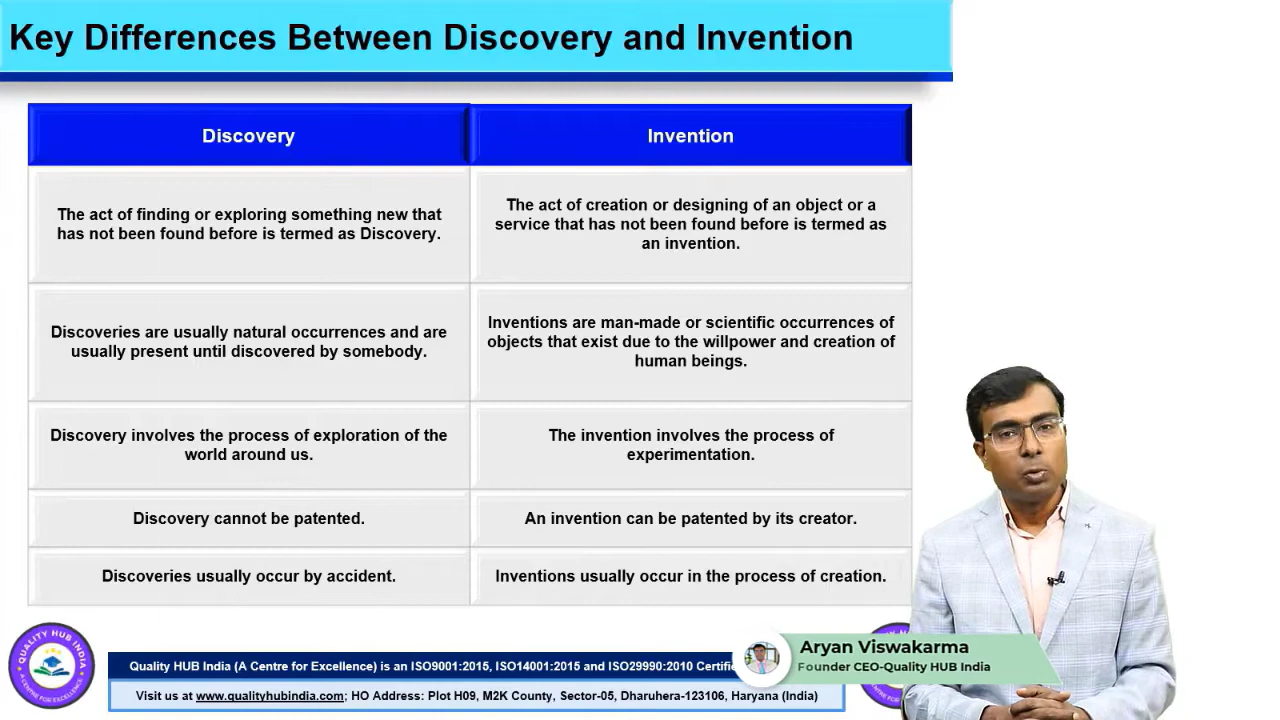 Key Differences Between Discovery and Invention
Discovery
Invention
The act of finding or exploring something new that
has not been found before is termed as Discovery.
The act of creation or designing of an object or a
service that has not been found before is termed as
an invention.
Discoveries are usually natural occurrences and are
usually present until discovered by somebody.
Inventions are man-made or scientific occurrences of
objects that exist due to the willpower and creation of
human beings.
Discovery involves the process of exploration of the
world around us.
The invention involves the process of
experimentation.
Discovery cannot be patented.
An invention can be patented by its creator.
Discoveries usually occur by accident.
Inventions usually occur in the process of creation.
QUALITY HUB INDIA
A CENTRE FOR EXCELLENCE
Quality HUB India (A Centre for Excellence) is an ISO9001:2015, ISO14001:2015 and ISO29990:2010
Visit us at www.qualityhubindia.com; HO Address: Plot H09, M2K County, Sector-05, Dharuhera-123106, Haryana (India)
Aryan Viswakarma
Founder CEO-Quality HUB India